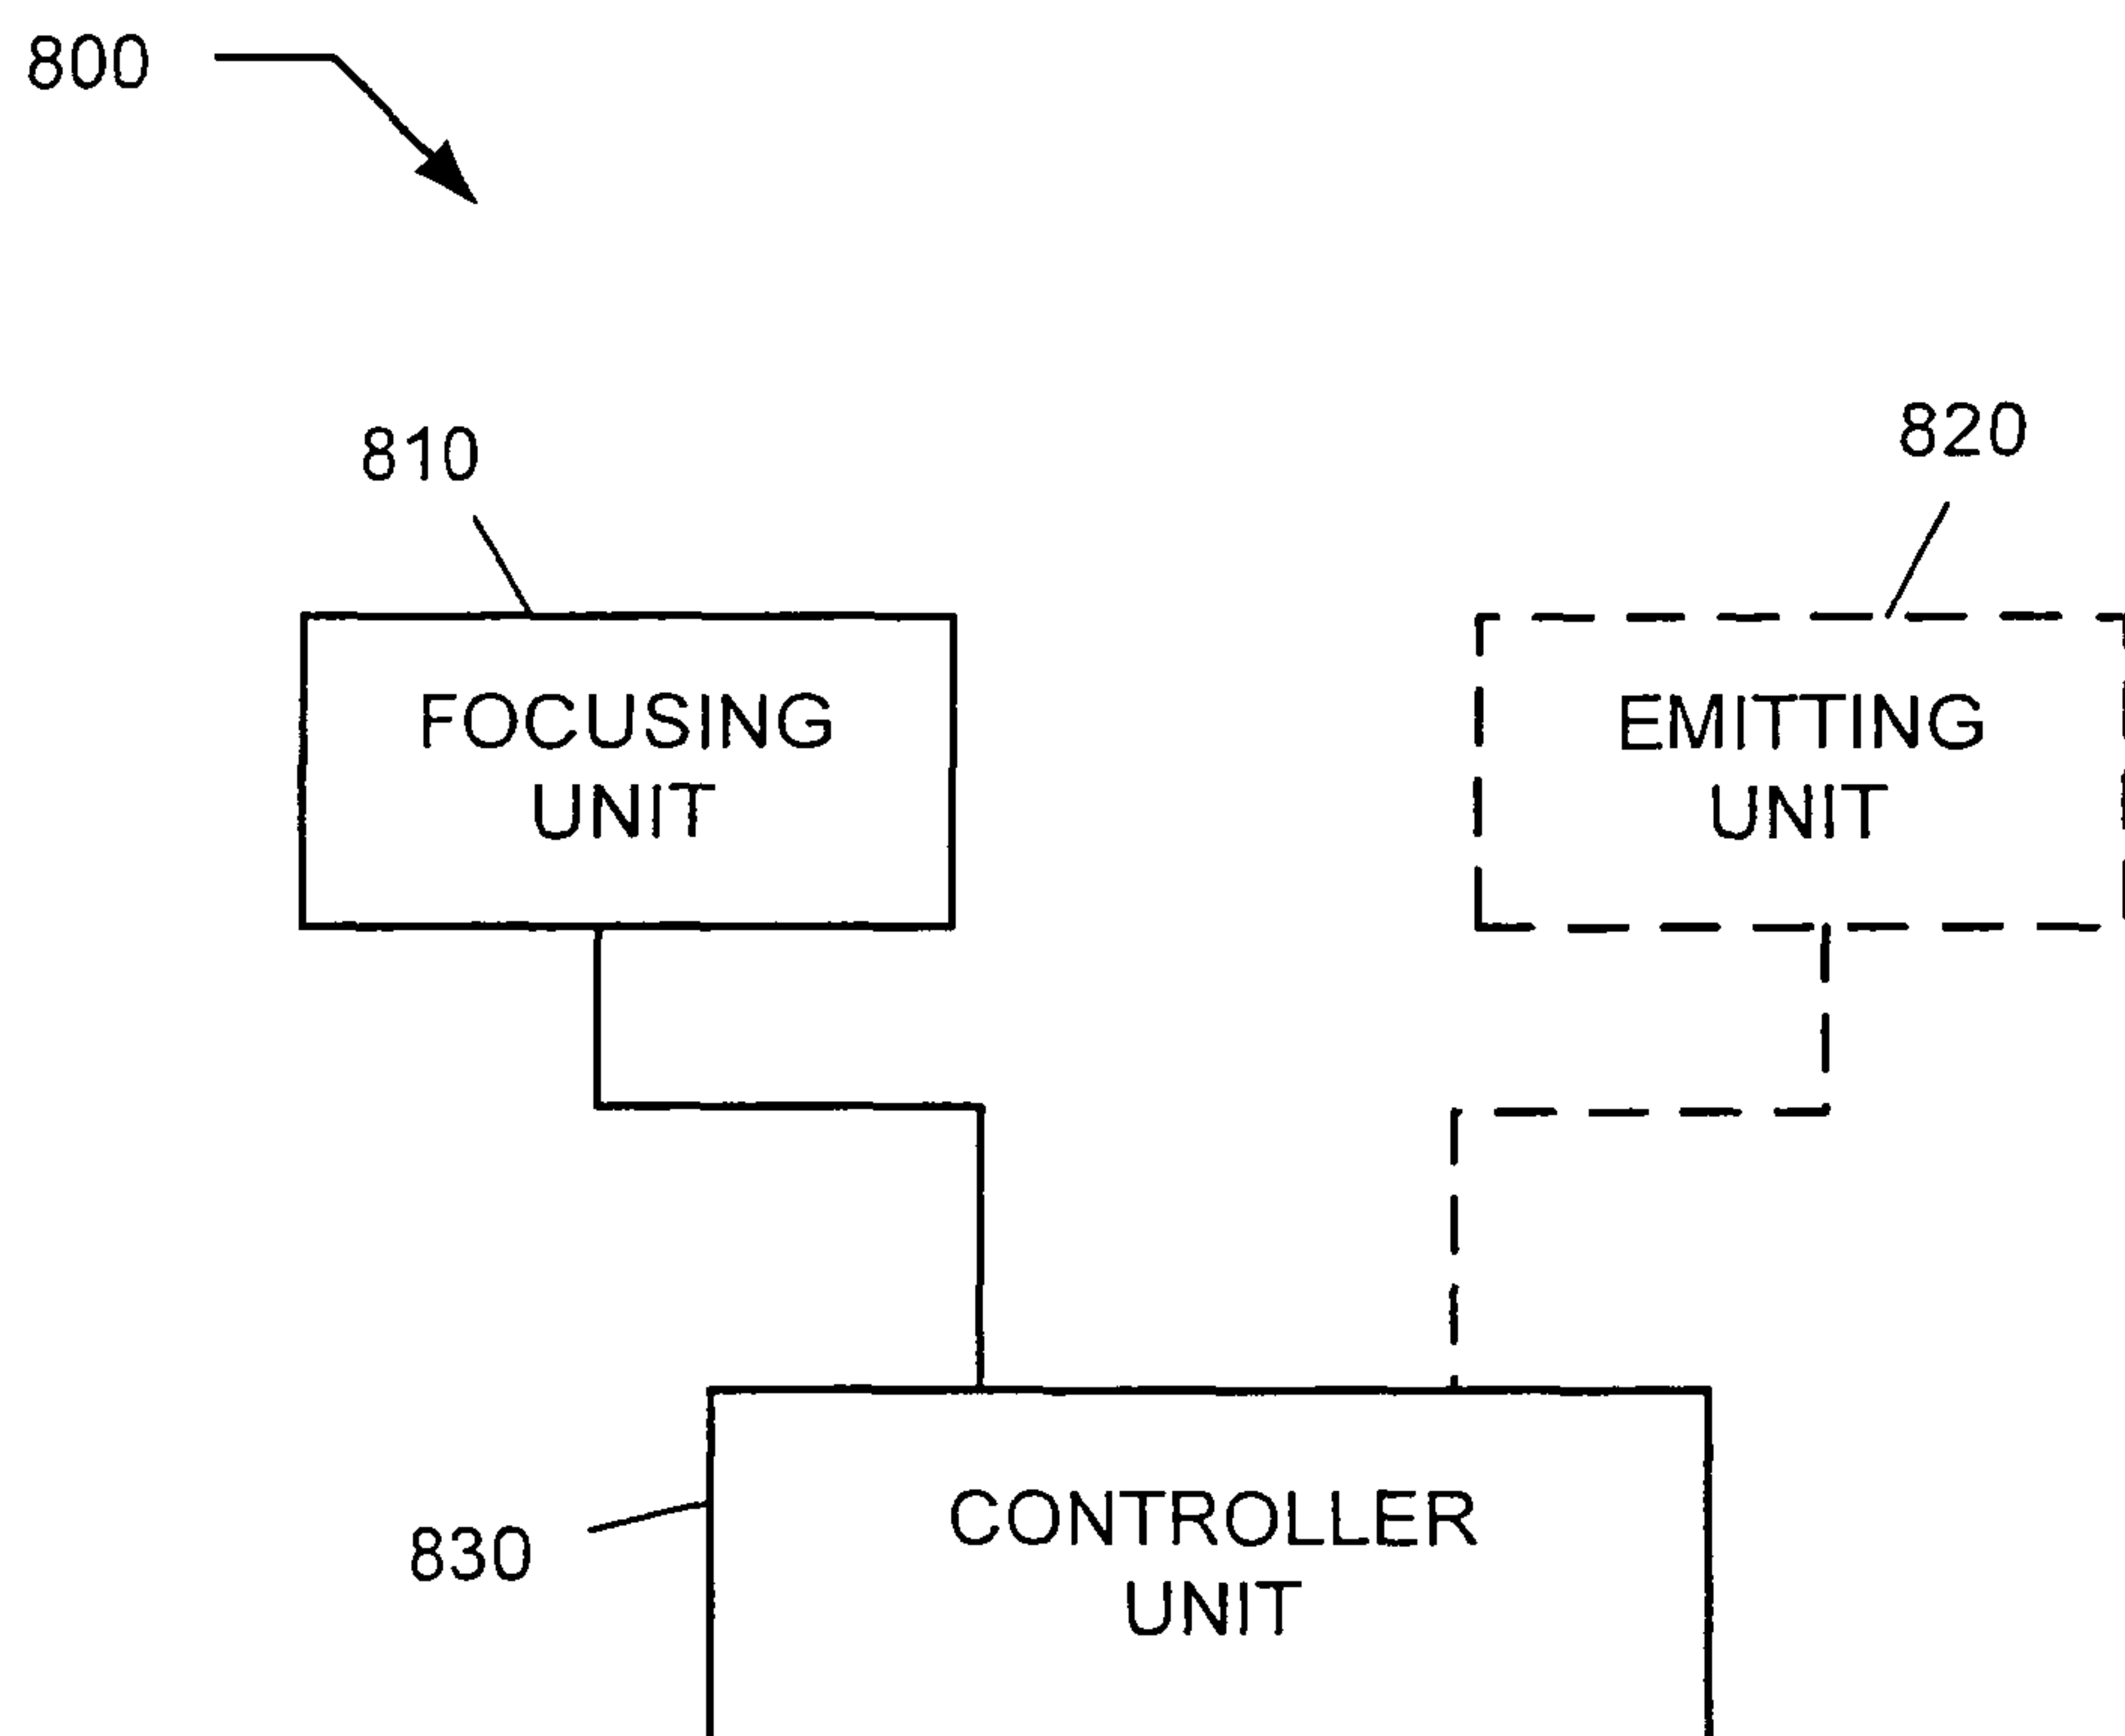 800
810
820
FOCUSING
UNIT
EMITTING
UNIT
830
CONTROLLER
UNIT